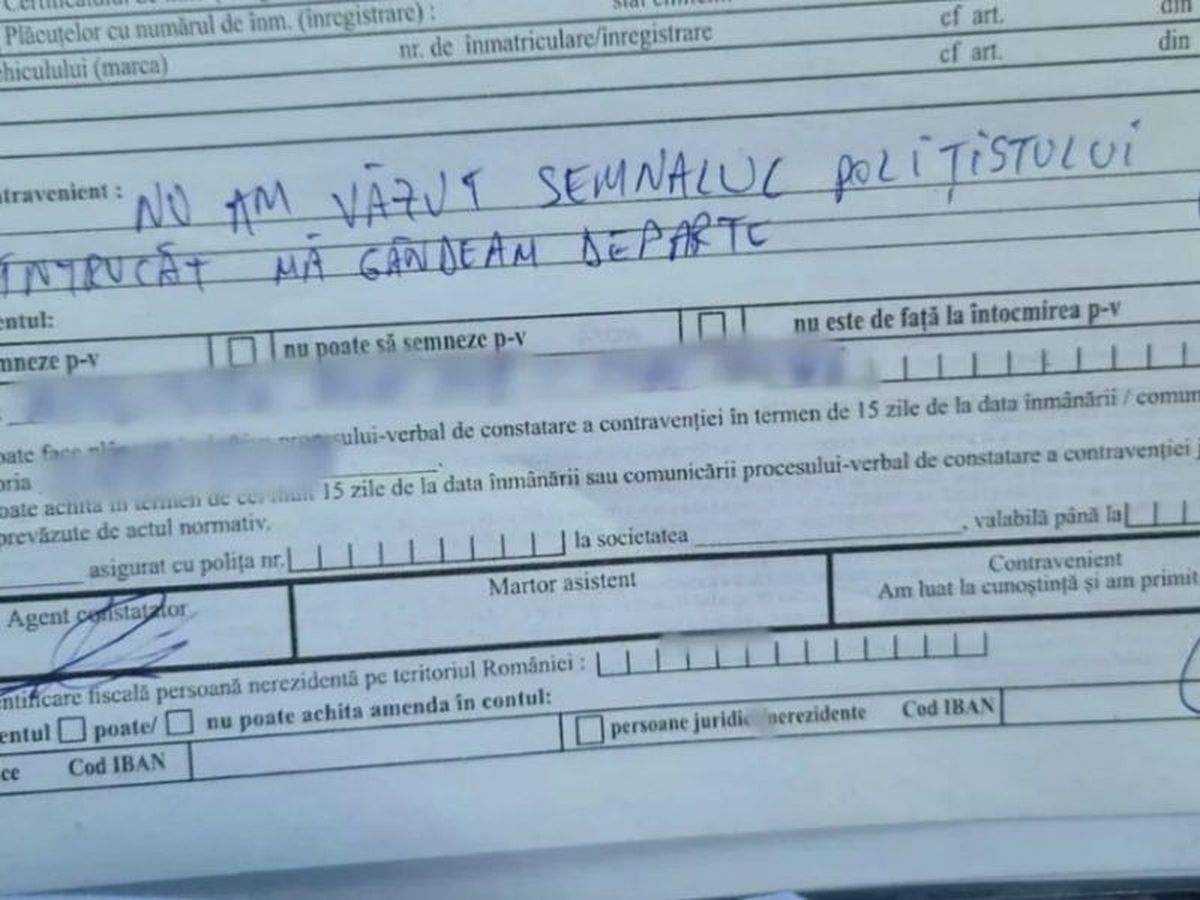 Plăcuțelor cu numărul de înm. (înregistrare) : cf art. din
hiculului (marca) nr. de înmatriculare/înregistrare cf art. din
ntravenient : NU AM VĂZUT SEMNALUL POLIȚISTULUI
ÎNTRUCÂT MĂ GÂNDEAM DEPARTE
entul:
mneze p-v nu poate să semneze p-v nu este de față la întocmirea p-v
oate face procesului-verbal de constatare a contravenției în termen de 15 zile de la data înmânării / comun
oria
oate achita în termen de 15 zile de la data înmânării sau comunicării procesului-verbal de constatare a contravenției j
prevăzute de actul normativ.
asigurat cu polița nr. la societatea , valabilă până la
Agent constatator Martor asistent Contravenient
Am luat la cunoștință și am primit
entificare fiscală persoană nerezidentă pe teritoriul României :
entul poate/ nu poate achita amenda în contul:
ce Cod IBAN persoane juridice nerezidente Cod IBAN